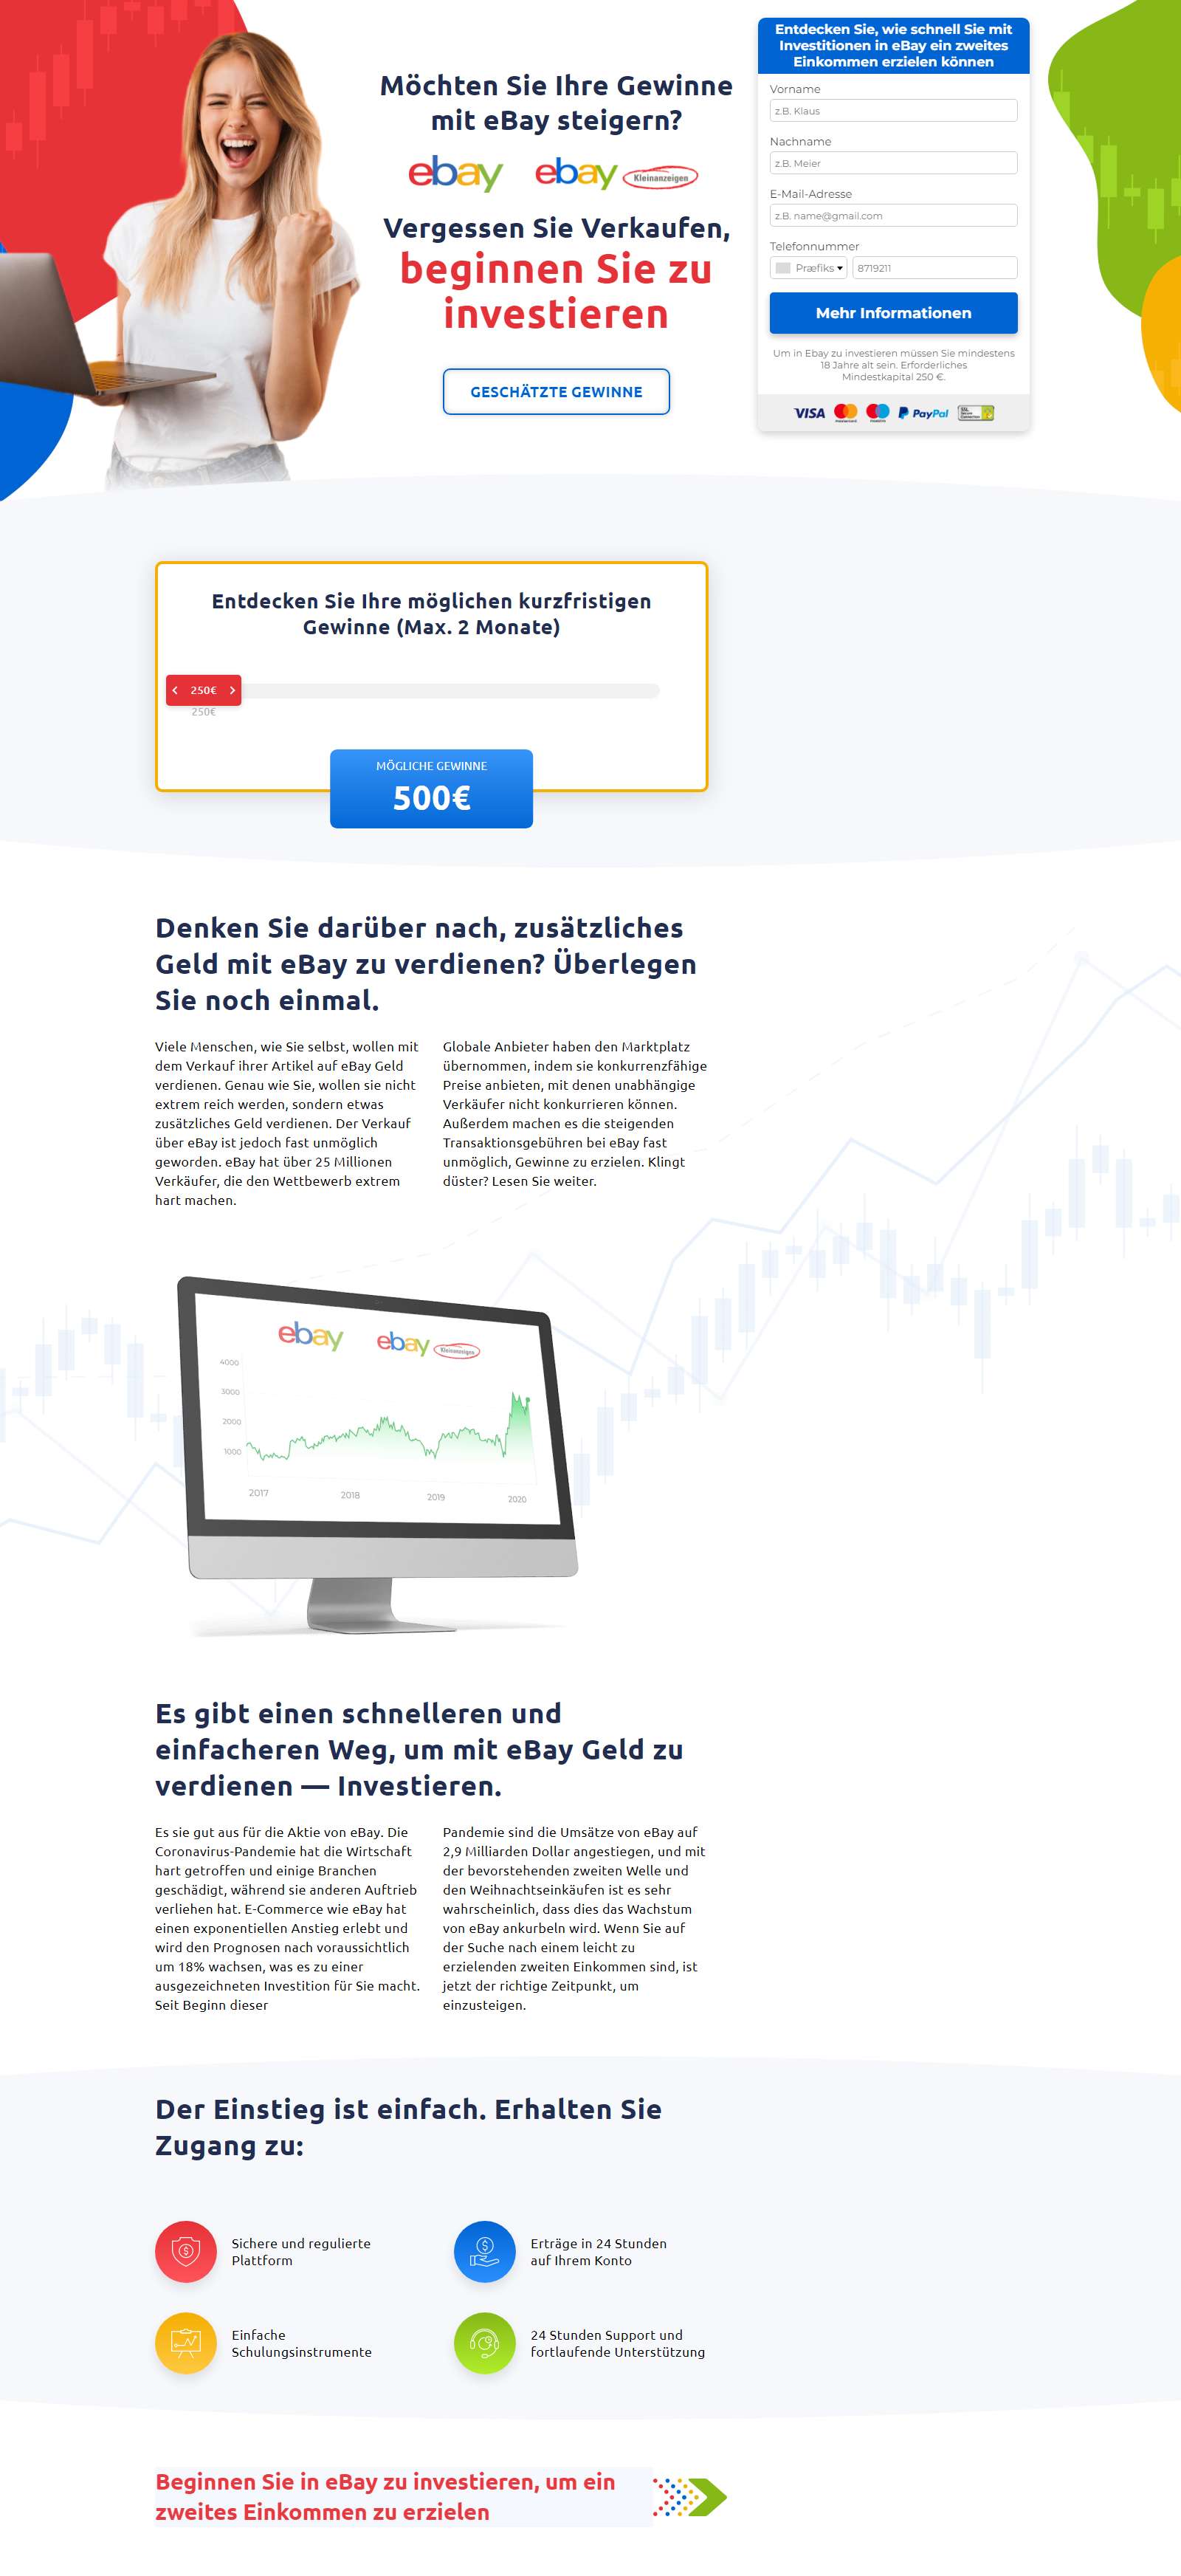 Möchten Sie Ihre Gewinne
mit eBay steigern?
ebay
ebay
Kleinanzeigen
Vergessen Sie Verkaufen,
beginnen Sie zu
investieren
GESCHÄTZTE GEWINNE
Entdecken Sie, wie schnell Sie mit
Investitionen in eBay ein zweites
Einkommen erzielen können
Vorname
z.B. Klaus
Nachname
z.B. Meier
E-Mail-Adresse
z.B. name@gmail.com
Telefonnummer
Præfiks
8719211
Mehr Informationen
Um in Ebay zu investieren müssen Sie mindestens
18 Jahre alt sein. Erforderliches
Mindestkapital 250 €.
VISA
PayPal
Entdecken Sie Ihre möglichen kurzfristigen
Gewinne (Max. 2 Monate)
250€
250€
MÖGLICHE GEWINNE
500€
Denken Sie darüber nach, zusätzliches
Geld mit eBay zu verdienen? Überlegen
Sie noch einmal.
Viele Menschen, wie Sie selbst, wollen mit
dem Verkauf ihrer Artikel auf eBay Geld
verdienen. Genau wie Sie, wollen sie nicht
extrem reich werden, sondern etwas
zusätzliches Geld verdienen. Der Verkauf
über eBay ist jedoch fast unmöglich
geworden. eBay hat über 25 Millionen
Verkäufer, die den Wettbewerb extrem
hart machen.
Globale Anbieter haben den Marktplatz
übernommen, indem sie konkurrenzfähige
Preise anbieten, mit denen unabhängige
Verkäufer nicht konkurrieren können.
Außerdem machen es die steigenden
Transaktionsgebühren bei eBay fast
unmöglich, Gewinne zu erzielen. Klingt
düster? Lesen Sie weiter.
ebay
ebay
Kleinanzeigen
4000
3000
2000
1000
2017
2018
2019
2020
Es gibt einen schnelleren und
einfacheren Weg, um mit eBay Geld zu
verdienen — Investieren.
Es sie gut aus für die Aktie von eBay. Die
Coronavirus-Pandemie hat die Wirtschaft
hart getroffen und einige Branchen
geschädigt, während sie anderen Auftrieb
verliehen hat. E-Commerce wie eBay hat
einen exponentiellen Anstieg erlebt und
wird den Prognosen nach voraussichtlich
um 18% wachsen, was es zu einer
ausgezeichneten Investition für Sie macht.
Seit Beginn dieser
Pandemie sind die Umsätze von eBay auf
2,9 Milliarden Dollar angestiegen, und mit
der bevorstehenden zweiten Welle und
den Weihnachtseinkäufen ist es sehr
wahrscheinlich, dass dies das Wachstum
von eBay ankurbeln wird. Wenn Sie auf
der Suche nach einem leicht zu
erzielenden zweiten Einkommen sind, ist
jetzt der richtige Zeitpunkt, um
einzusteigen.
Der Einstieg ist einfach. Erhalten Sie
Zugang zu:
Sichere und regulierte
Plattform
Erträge in 24 Stunden
auf Ihrem Konto
Einfache
Schulungsinstrumente
24 Stunden Support und
fortlaufende Unterstützung
Beginnen Sie in eBay zu investieren, um ein
zweites Einkommen zu erzielen